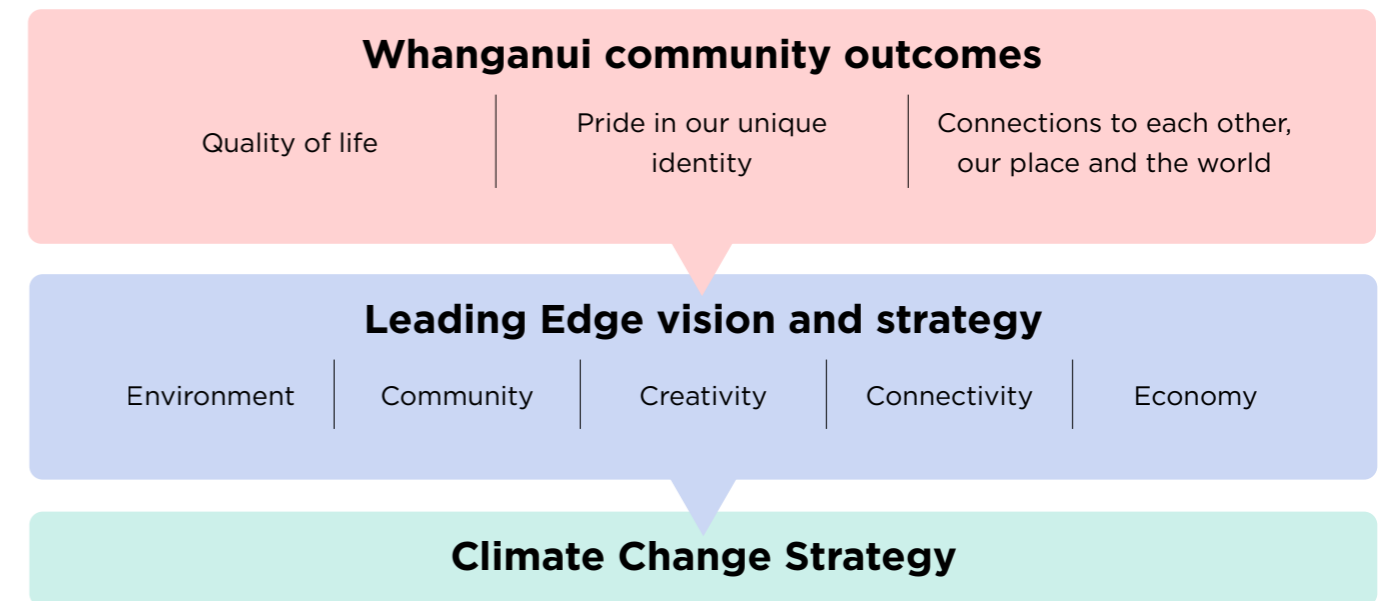 Whanganui community outcomes
Quality of life
Pride in our unique
identity
Connections to each other,
our place and the world
Leading Edge vision and strategy
Environment
Community
Creativity
Connectivity
Economy
Climate Change Strategy